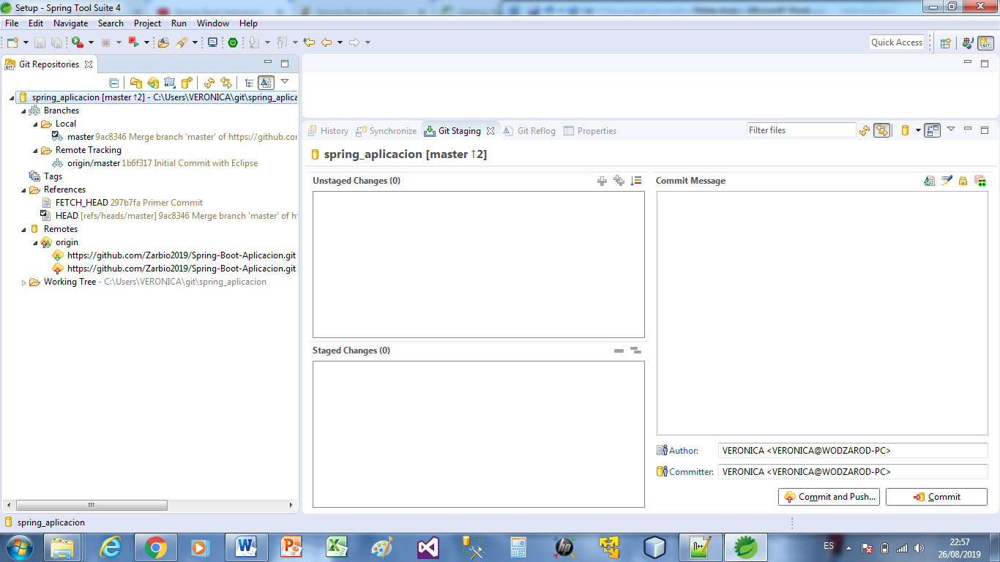 Setup - Spring Tool Suite 4
File Edit Navigate Search Project Run Window Help
Quick Access
Git Repositories
spring_aplicacion [master ↑2] - C:\Users\VERONICA\git\spring_aplica
Branches
Local
master 9ac8346 Merge branch 'master' of https://github.cor
Remote Tracking
origin/master 1b6f317 Initial Commit with Eclipse
Tags
References
FETCH_HEAD 297b7fa Primer Commit
HEAD [refs/heads/master] 9ac8346 Merge branch 'master' of h
Remotes
origin
https://github.com/Zarbio2019/Spring-Boot-Aplicacion.git
https://github.com/Zarbio2019/Spring-Boot-Aplicacion.git
Working Tree - C:\Users\VERONICA\git\spring_aplicacion
History Synchronize Git Staging Git Reflog Properties
Filter files
spring_aplicacion [master ↑2]
Unstaged Changes (0)
Staged Changes (0)
Commit Message
Author: VERONICA <VERONICA@WODZAROD-PC>
Committer: VERONICA <VERONICA@WODZAROD-PC>
Commit and Push... Commit
spring_aplicacion
ES
22:57
26/08/2019